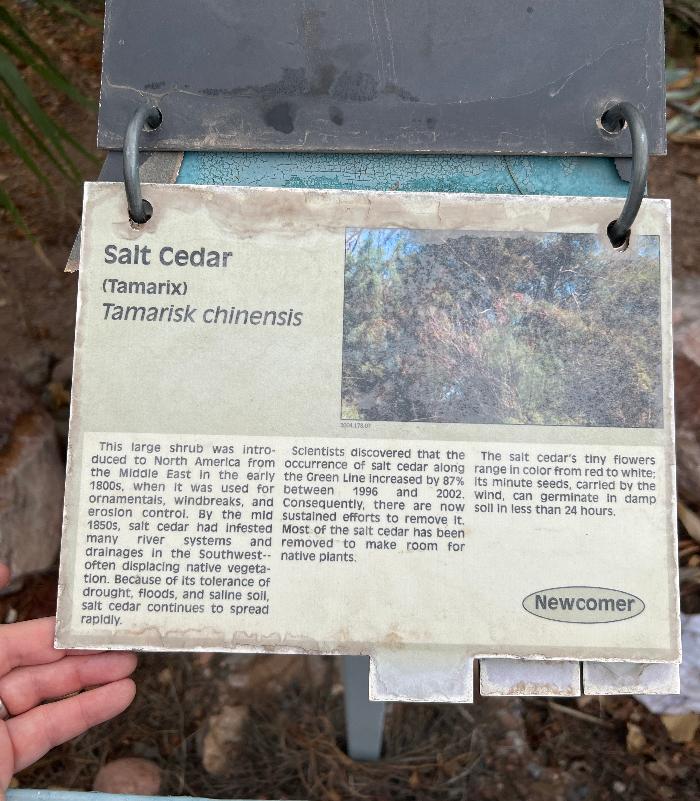 Salt Cedar
(Tamarix)
Tamarisk chinensis
2004.178.07
This large shrub was intro-
duced to North America from
the Middle East in the early
1800s, when it was used for
ornamentals, windbreaks, and
erosion control. By the mid
1850s, salt cedar had infested
many river systems and
drainages in the Southwest--
often displacing native vegeta-
tion. Because of its tolerance of
drought, floods, and saline soil,
salt cedar continues to spread
rapidly.
Scientists discovered that the
occurrence of salt cedar along
the Green Line increased by 87%
between 1996 and 2002.
Consequently, there are now
sustained efforts to remove it.
Most of the salt cedar has been
removed to make room for
native plants.
The salt cedar's tiny flowers
range in color from red to white;
its minute seeds, carried by the
wind, can germinate in damp
soil in less than 24 hours.
Newcomer